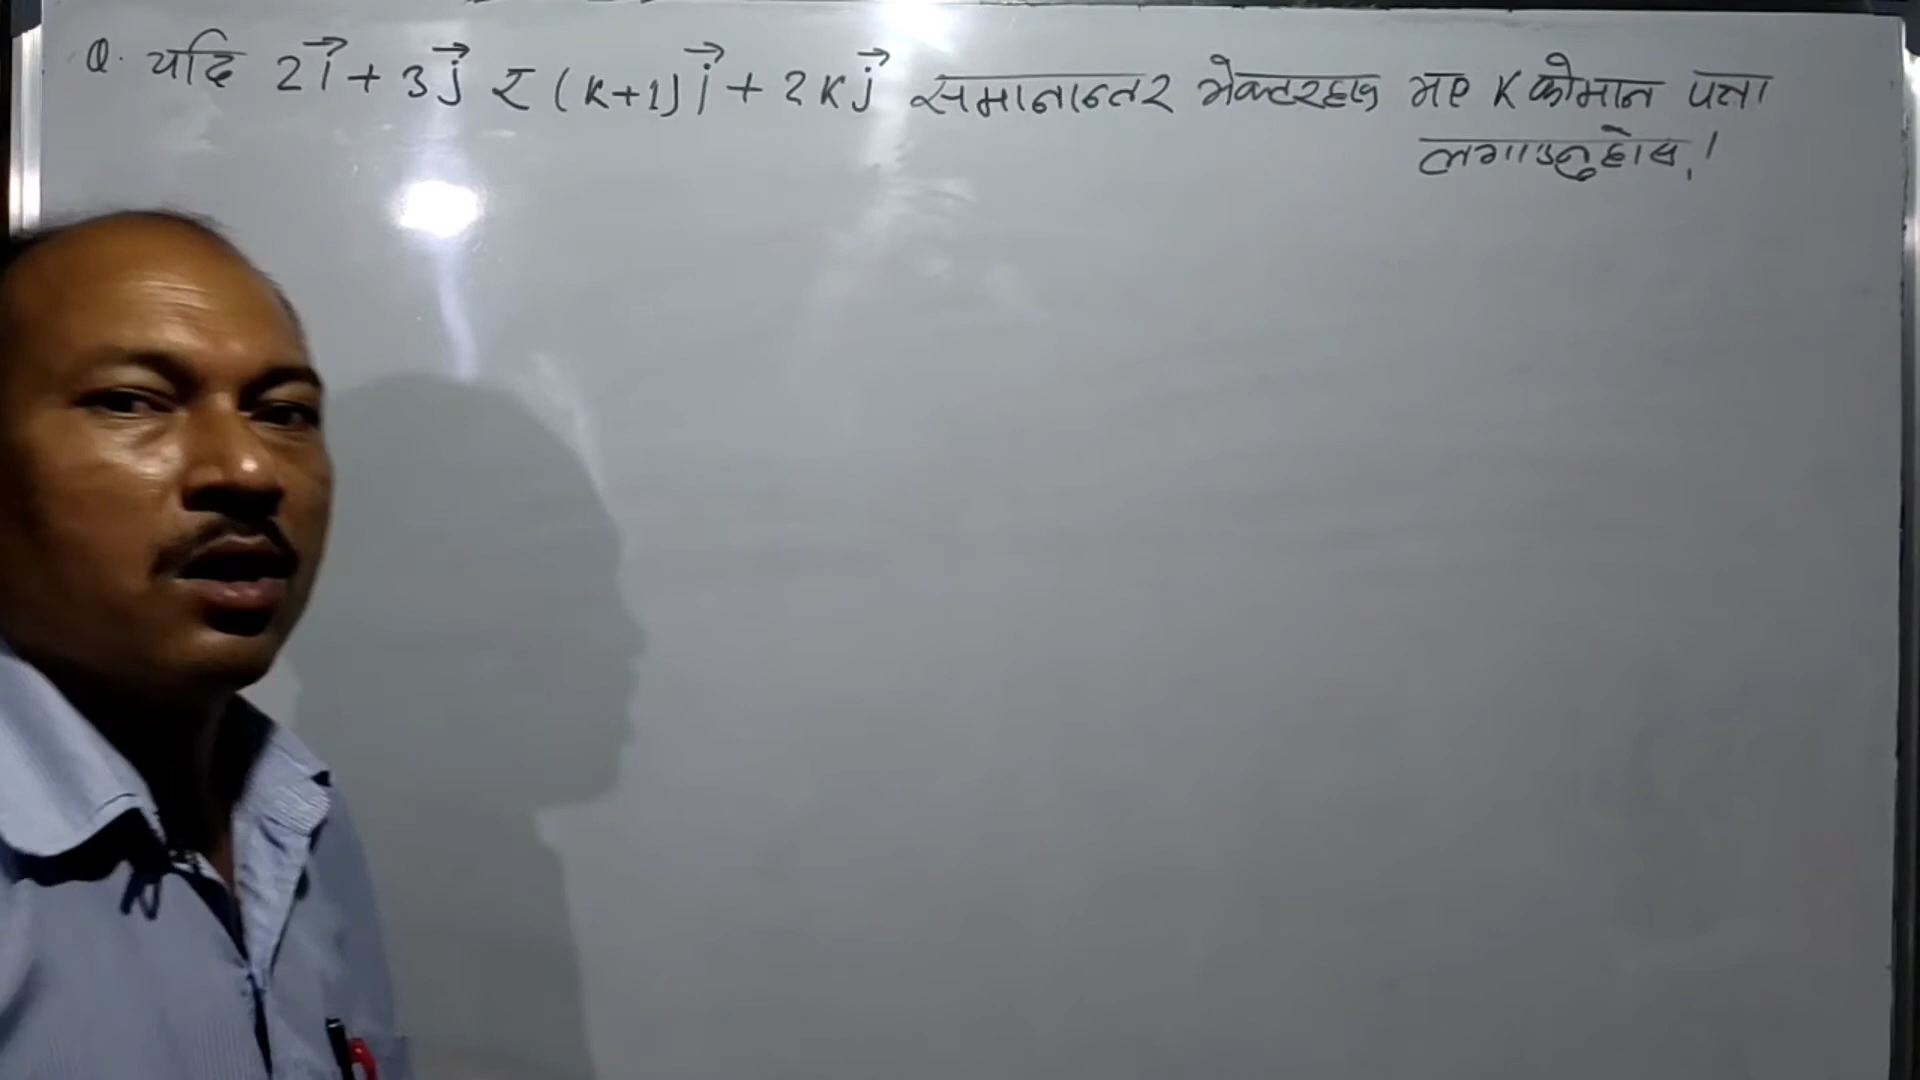 Q. यदि 2i⃗ + 3j⃗ र (K+1)i⃗ + 2Kj⃗ समानान्तर भेक्टरहरू भए K को मान पत्ता
लगाउनुहोस् ।